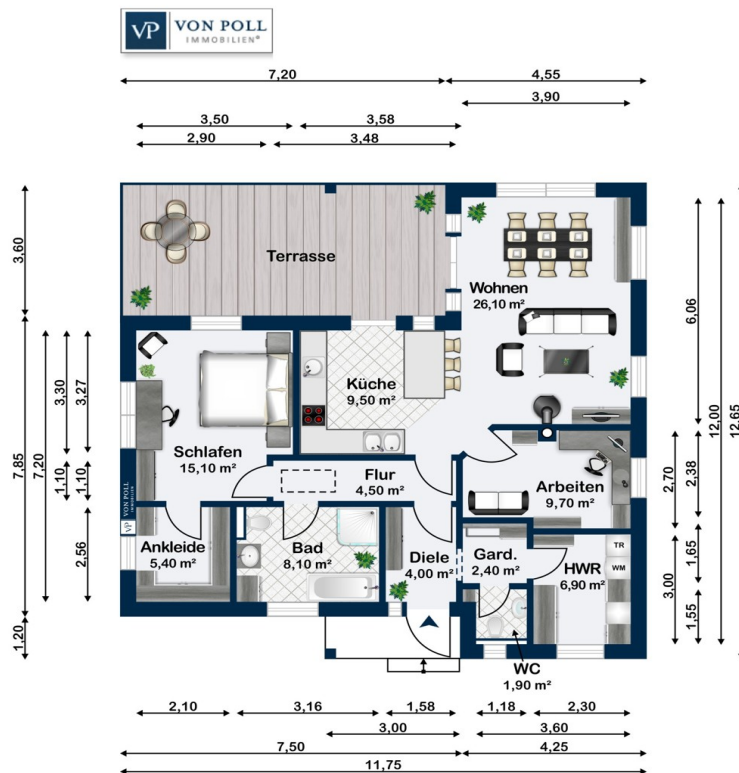 VP VON POLL
IMMOBILIEN®
7,20 4,55
3,90
3,50 3,58
2,90 3,48
3,60
7,85
7,20
3,30
3,27
1,10
1,10
2,56
1,20
Terrasse
Wohnen
26,10 m²
Küche
9,50 m²
Schlafen
15,10 m²
Flur
4,50 m²
Arbeiten
9,70 m²
Ankleide
5,40 m²
Bad
8,10 m²
Diele
4,00 m²
Gard.
2,40 m²
HWR
6,90 m²
TR
WM
WC
1,90 m²
VP VON POLL
IMMOBILIEN
6,06
12,00
12,65
2,70
2,38
3,00
1,65
1,55
2,10 3,16 1,58 1,18 2,30
3,00 3,60
7,50 4,25
11,75